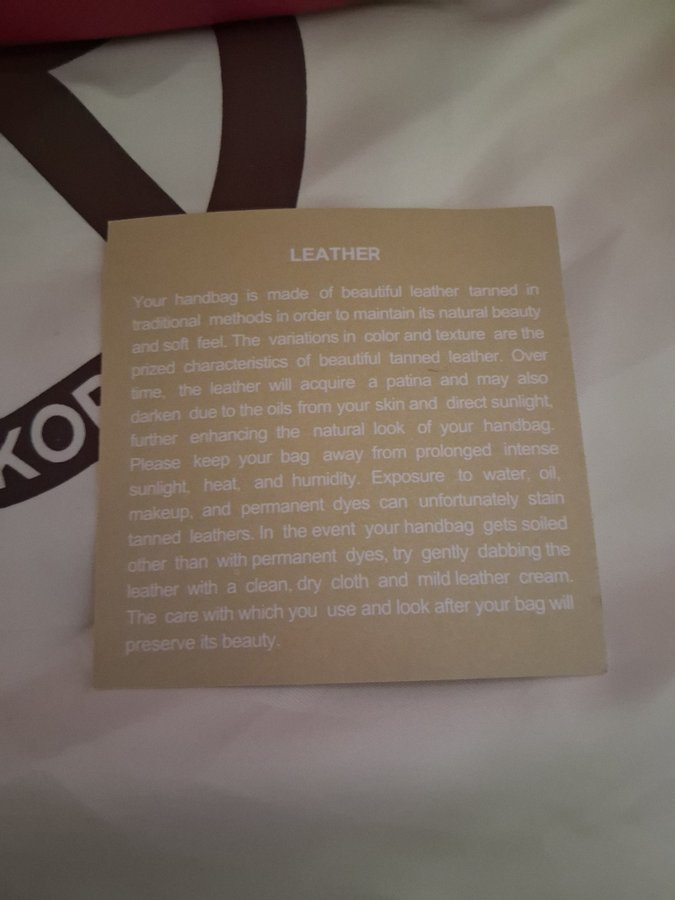 LEATHER
Your handbag is made of beautiful leather tanned in
traditional methods in order to maintain its natural beauty
and soft feel. The variations in color and texture are the
prized characteristics of beautiful tanned leather. Over
time, the leather will acquire a patina and may also
darken due to the oils from your skin and direct sunlight,
further enhancing the natural look of your handbag.
Please keep your bag away from prolonged intense
sunlight, heat, and humidity. Exposure to water, oil,
makeup, and permanent dyes can unfortunately stain
tanned leathers. In the event your handbag gets soiled
other than with permanent dyes, try gently dabbing the
leather with a clean, dry cloth and mild leather cream.
The care with which you use and look after your bag will
preserve its beauty.
KOR